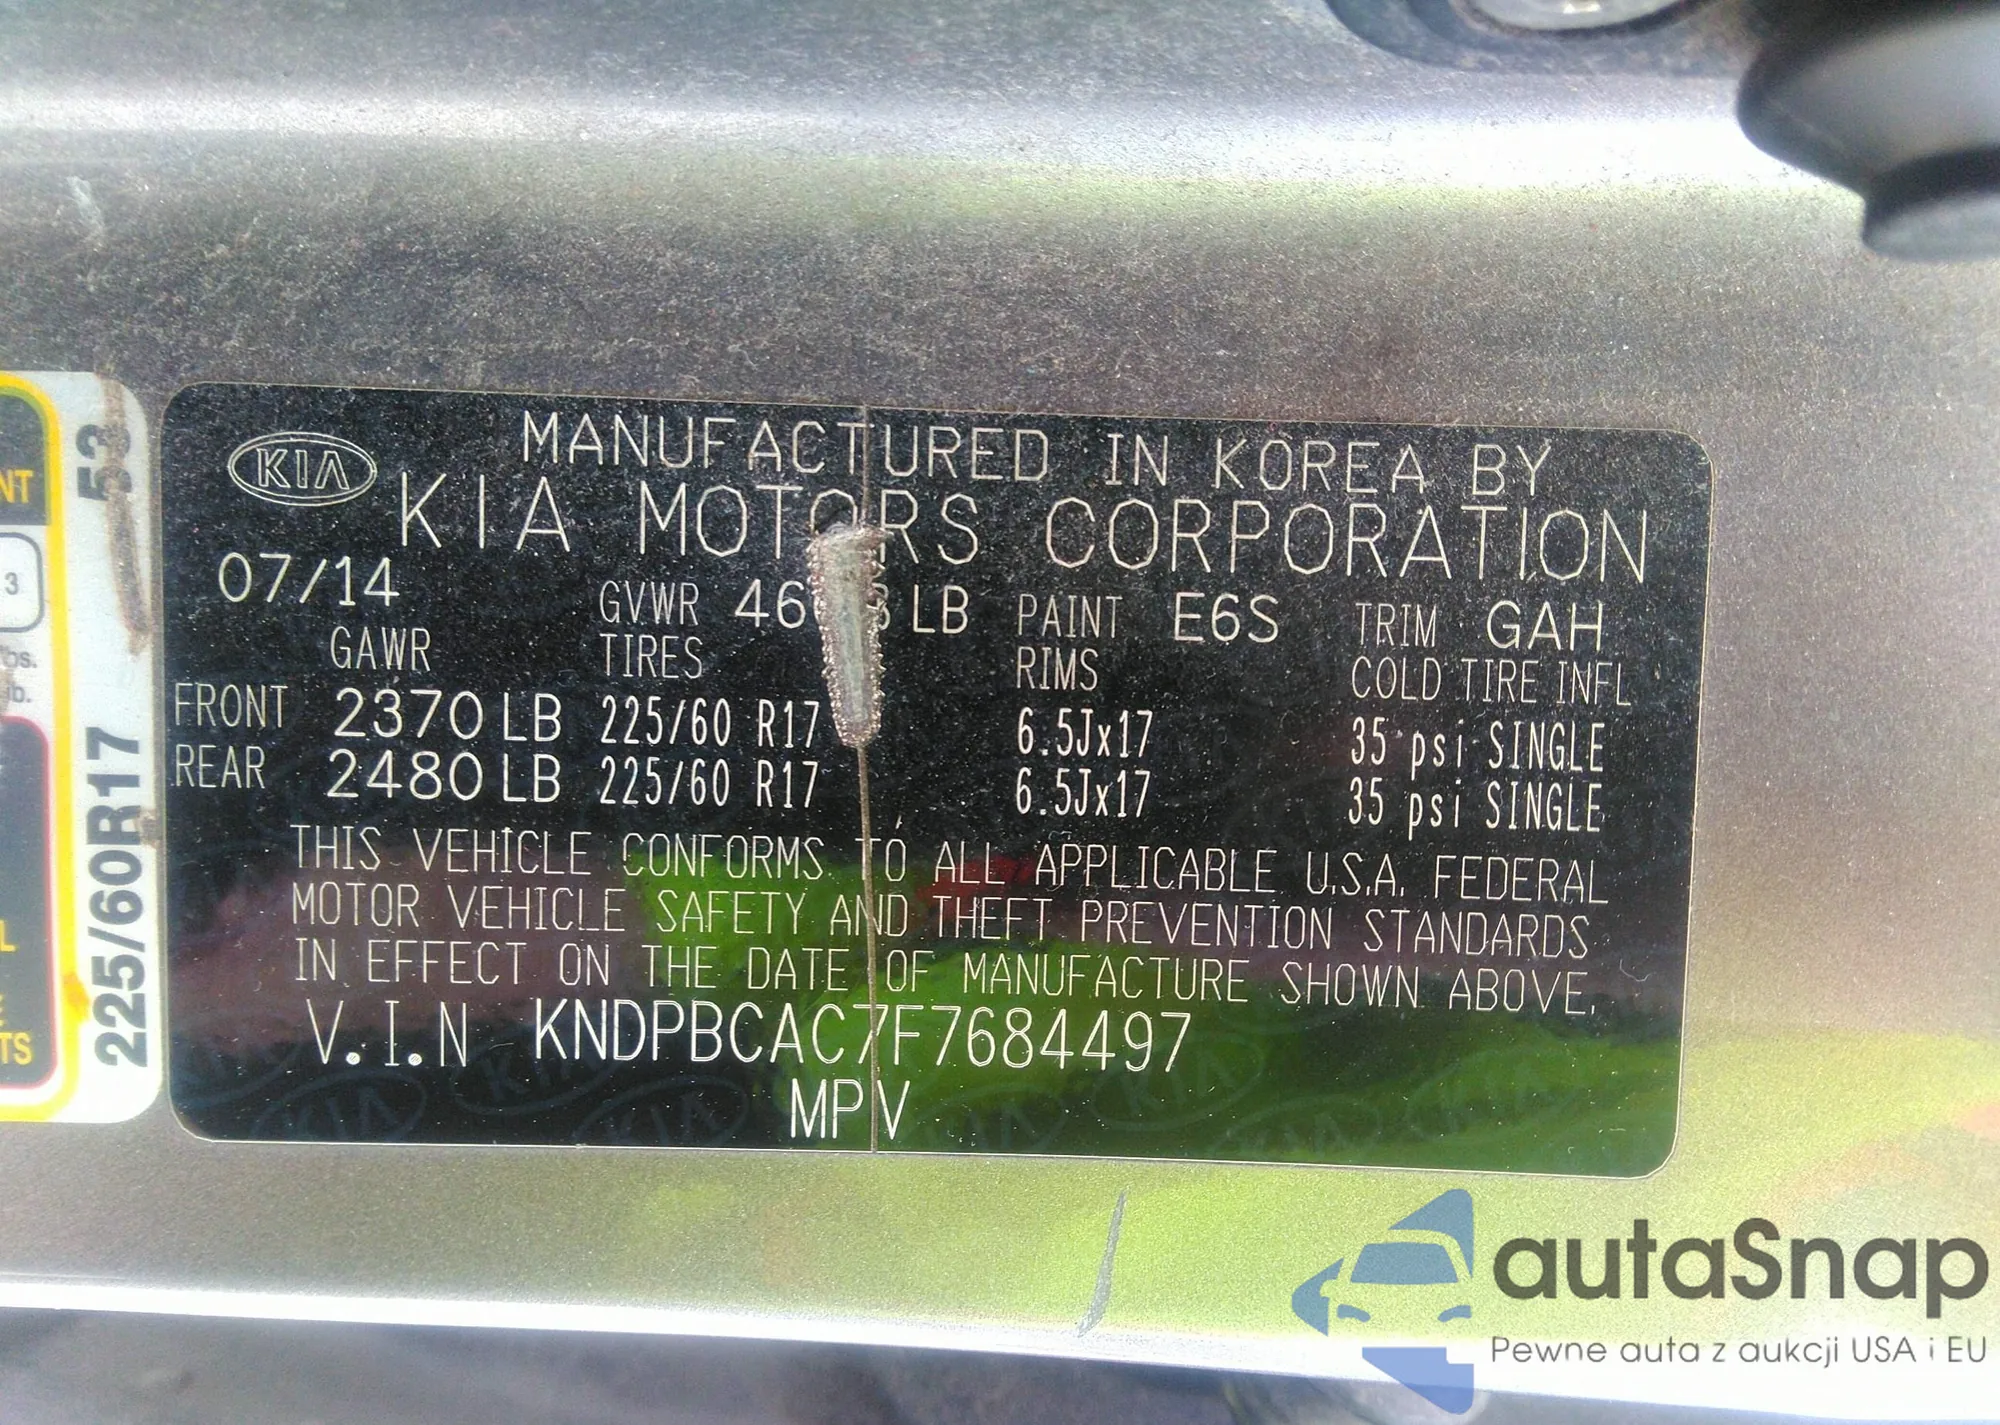 KIA
MANUFACTURED IN KOREA BY
KIA MOTORS CORPORATION
07/14 GVWR LB PAINT E6S TRIM GAH
GAWR TIRES RIMS COLD TIRE INFL
FRONT 2370 LB 225/60 R17 6.5Jx17 35 psi SINGLE
REAR 2480 LB 225/60 R17 6.5Jx17 35 psi SINGLE
THIS VEHICLE CONFORMS TO ALL APPLICABLE U.S.A. FEDERAL
MOTOR VEHICLE SAFETY AND THEFT PREVENTION STANDARDS
IN EFFECT ON THE DATE OF MANUFACTURE SHOWN ABOVE.
V.I.N KNDPBCAC7F7684497
MPV
53
225/60R17
3
autaSnap
Pewne auta z aukcji USA i EU